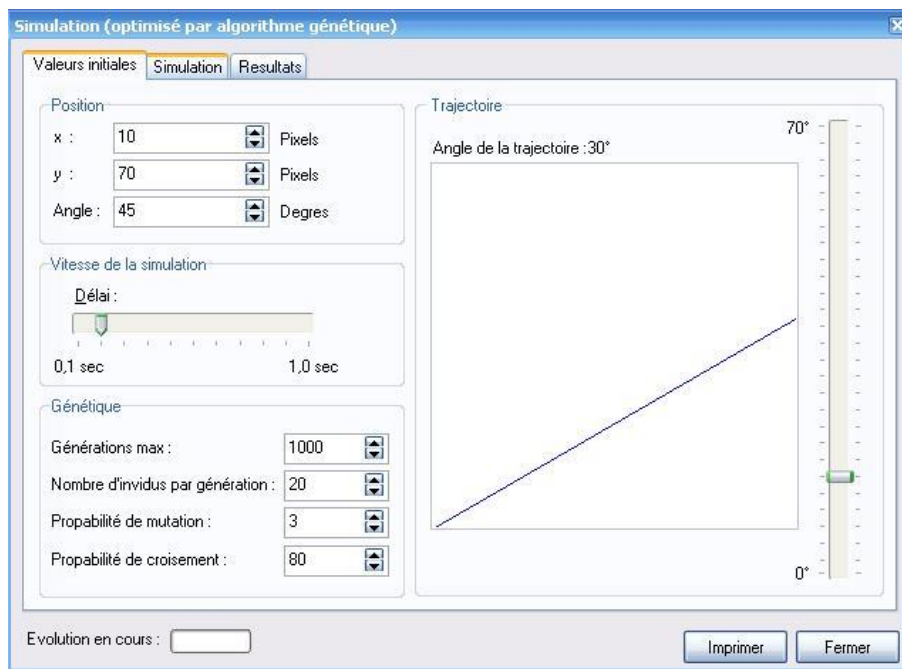 Simulation (optimisé par algorithme génétique)
Valeurs initiales
Simulation
Resultats
Position
x :
10
Pixels
y :
70
Pixels
Angle :
45
Degres
Vitesse de la simulation
Délai :
0,1 sec
1,0 sec
Génétique
Générations max :
1000
Nombre d'invidus par génération :
20
Propabilité de mutation :
3
Propabilité de croisement :
80
Trajectoire
70°
Angle de la trajectoire :30°
0°
Evolution en cours :
Imprimer
Fermer